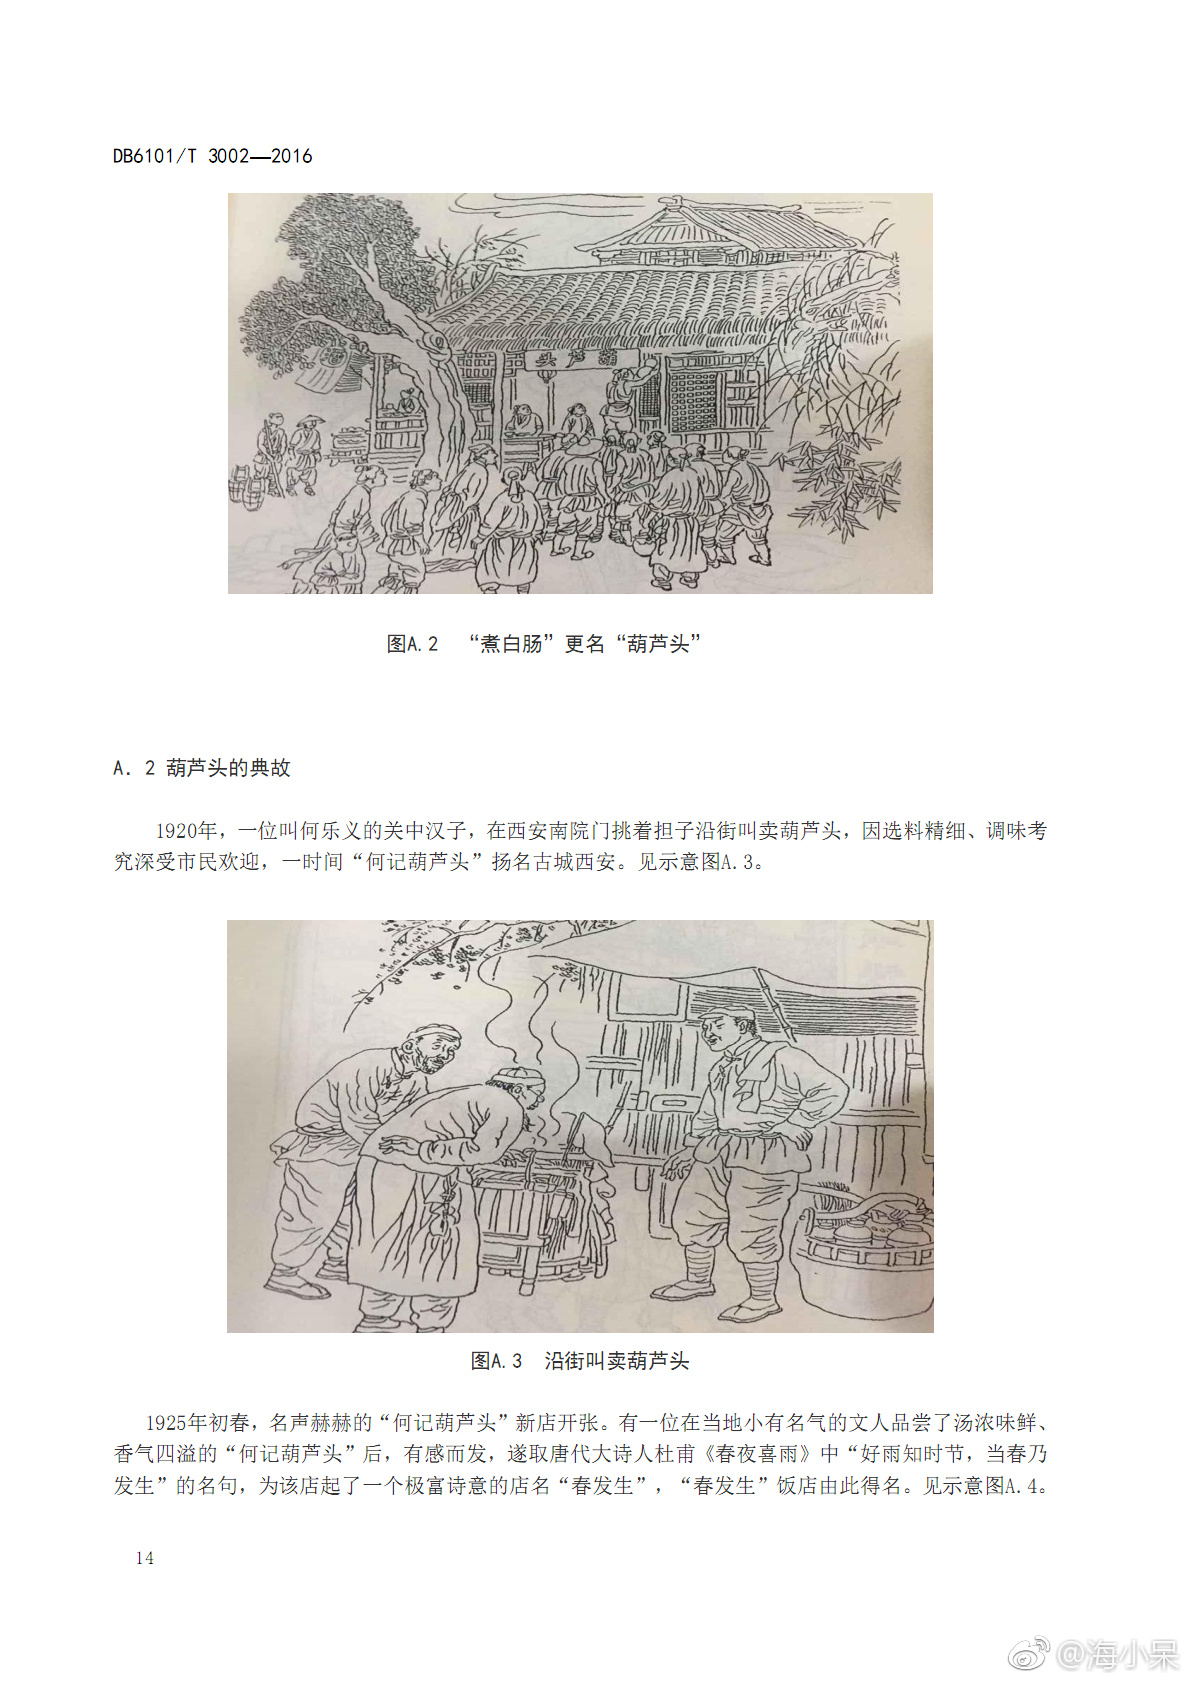 DB6101/T 3002—2016
葫芦头
图A.2 “煮白肠”更名“葫芦头”
A．2 葫芦头的典故
1920年，一位叫何乐义的关中汉子，在西安南院门挑着担子沿街叫卖葫芦头，因选料精细、调味考
究深受市民欢迎，一时间“何记葫芦头”扬名古城西安。见示意图A.3。
图A.3 沿街叫卖葫芦头
1925年初春，名声赫赫的“何记葫芦头”新店开张。有一位在当地小有名气的文人品尝了汤浓味鲜、
香气四溢的“何记葫芦头”后，有感而发，遂取唐代大诗人杜甫《春夜喜雨》中“好雨知时节，当春乃
发生”的名句，为该店起了一个极富诗意的店名“春发生”，“春发生”饭店由此得名。见示意图A.4。
14
@海小呆